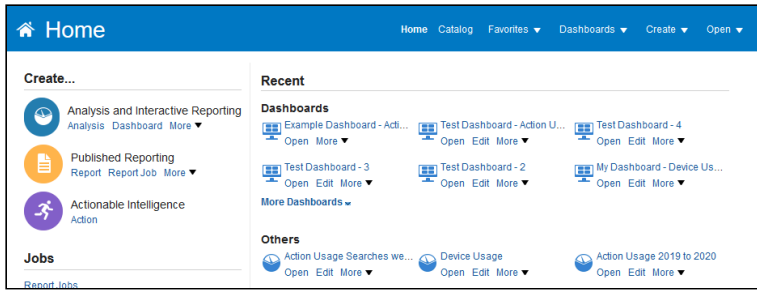 Home
Home Catalog Favorites Dashboards Create Open
Create...
Analysis and Interactive Reporting
Analysis Dashboard More
Published Reporting
Report Report Job More
Actionable Intelligence
Action
Jobs
Report Jobs
Recent
Dashboards
Example Dashboard - Acti... Test Dashboard - Action U... Test Dashboard - 4
Open More Open Edit More Open Edit More
Test Dashboard - 3 Test Dashboard - 2 My Dashboard - Device Us...
Open Edit More Open Edit More Open Edit More
More Dashboards
Others
Action Usage Searches we... Device Usage Action Usage 2019 to 2020
Open Edit More Open Edit More Open Edit More